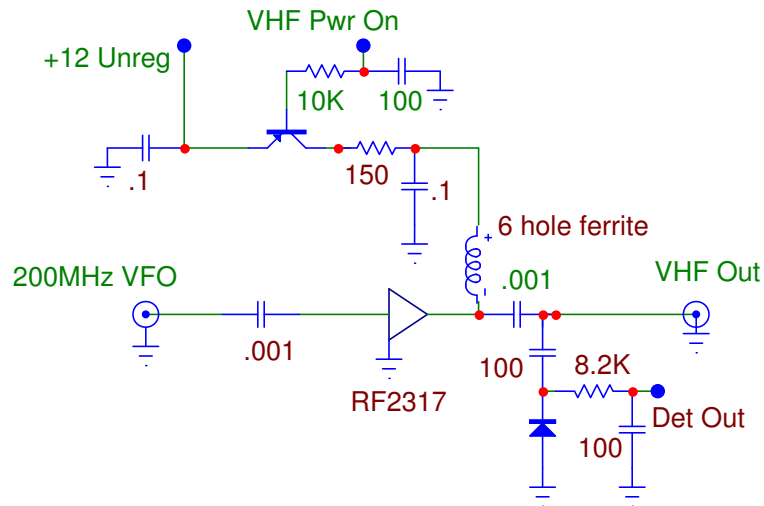 VHF Pwr On
+12 Unreg
10K
100
.1
150
.1
6 hole ferrite
200MHz VFO
.001
VHF Out
.001
100
8.2K
RF2317
Det Out
100